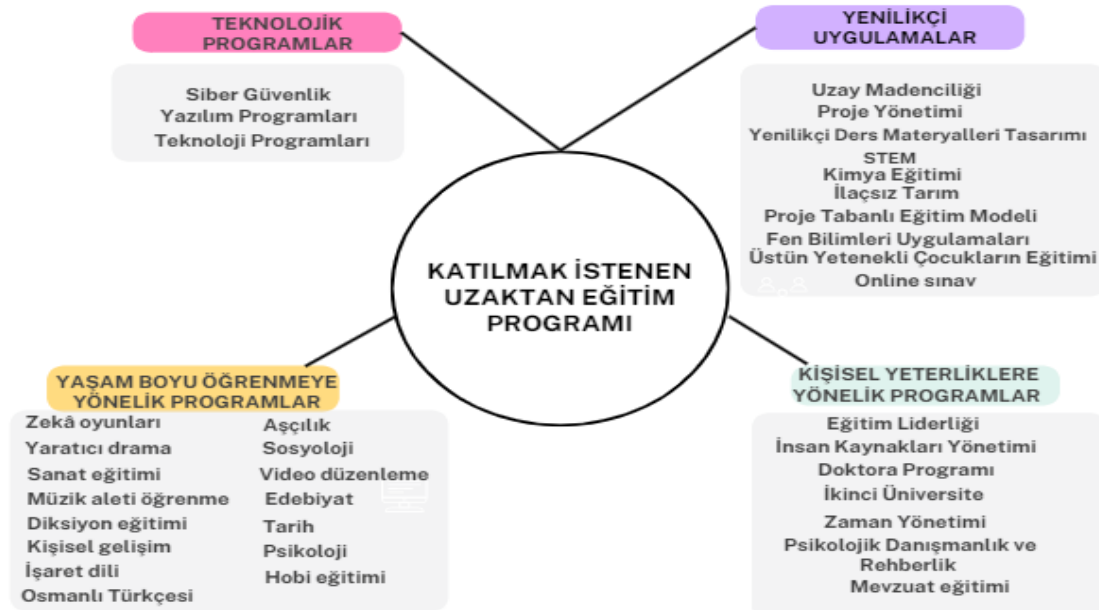 TEKNOLOJİK
PROGRAMLAR
Siber Güvenlik
Yazılım Programları
Teknoloji Programları
YENİLİKÇİ
UYGULAMALAR
Uzay Madenciliği
Proje Yönetimi
Yenilikçi Ders Materyalleri Tasarımı
STEM
Kimya Eğitimi
İlaçsız Tarım
Proje Tabanlı Eğitim Modeli
Fen Bilimleri Uygulamaları
Üstün Yetenekli Çocukların Eğitimi
Online sınav
KATILMAK İSTENEN
UZAKTAN EĞİTİM
PROGRAMI
YAŞAM BOYU ÖĞRENMEYE
YÖNELİK PROGRAMLAR
Zekâ oyunları
Yaratıcı drama
Sanat eğitimi
Müzik aleti öğrenme
Diksiyon eğitimi
Kişisel gelişim
İşaret dili
Osmanlı Türkçesi
Aşçılık
Sosyoloji
Video düzenleme
Edebiyat
Tarih
Psikoloji
Hobi eğitimi
KİŞİSEL YETERLİKLERE
YÖNELİK PROGRAMLAR
Eğitim Liderliği
İnsan Kaynakları Yönetimi
Doktora Programı
İkinci Üniversite
Zaman Yönetimi
Psikolojik Danışmanlık ve
Rehberlik
Mevzuat eğitimi